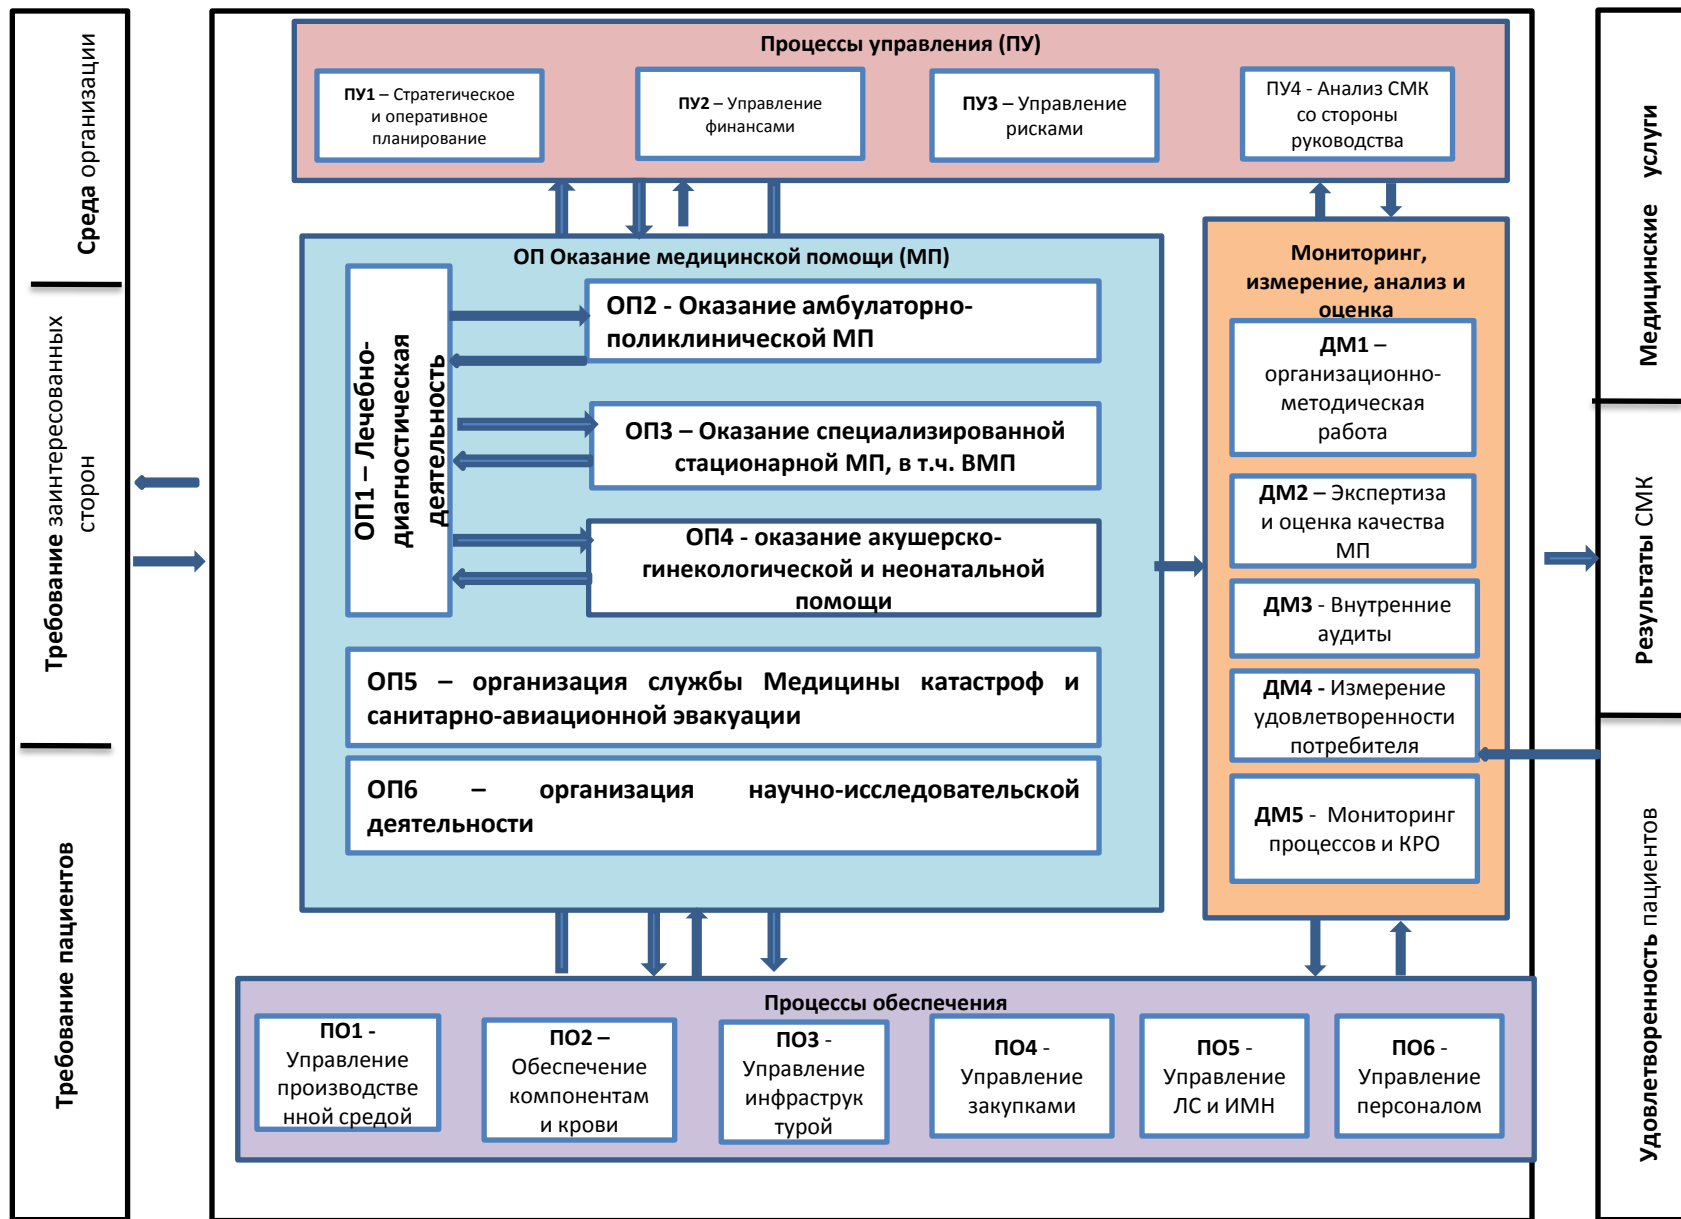 Среда организации
Требование заинтересованных
сторон
Требование пациентов
Процессы управления (ПУ)
ПУ1 – Стратегическое
и оперативное
планирование
ПУ2 – Управление
финансами
ПУ3 – Управление
рисками
ПУ4 - Анализ СМК
со стороны
руководства
ОП Оказание медицинской помощи (МП)
ОП1 – Лечебно-
диагностическая
деятельность
ОП2 - Оказание амбулаторно-
поликлинической МП
ОП3 – Оказание специализированной
стационарной МП, в т.ч. ВМП
ОП4 - оказание акушерско-
гинекологической и неонатальной
помощи
ОП5 – организация службы Медицины катастроф и
санитарно-авиационной эвакуации
ОП6 – организация научно-исследовательской
деятельности
Мониторинг,
измерение, анализ и
оценка
ДМ1 –
организационно-
методическая
работа
ДМ2 – Экспертиза
и оценка качества
МП
ДМ3 - Внутренние
аудиты
ДМ4 - Измерение
удовлетворенности
потребителя
ДМ5 - Мониторинг
процессов и КРО
Процессы обеспечения
ПО1 -
Управление
производстве
нной средой
ПО2 –
Обеспечение
компонентам
и крови
ПО3 -
Управление
инфраструк
турой
ПО4 -
Управление
закупками
ПО5 -
Управление
ЛС и ИМН
ПО6 -
Управление
персоналом
Медицинские услуги
Результаты СМК
Удовлетворенность пациентов